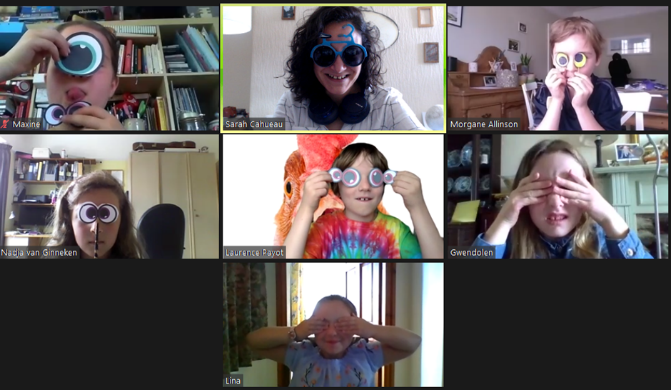 Maxine
Sarah Cahueau
Morgane Allinson
Nadja van Ginneken
Laurence Payot
Gwendolen
Lina